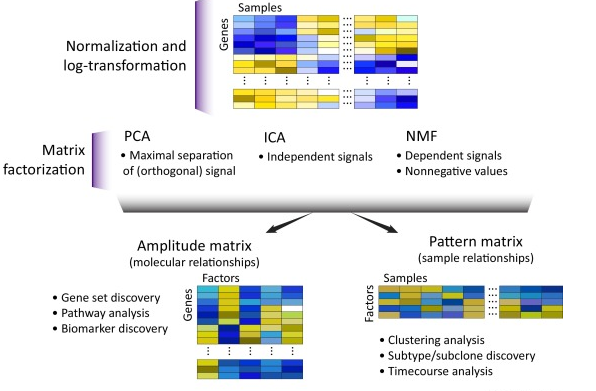 Samples
Genes
Normalization and
log-transformation
Matrix
factorization
PCA
• Maximal separation
of (orthogonal) signal
ICA
• Independent signals
NMF
• Dependent signals
• Nonnegative values
Amplitude matrix
(molecular relationships)
Factors
Genes
• Gene set discovery
• Pathway analysis
• Biomarker discovery
Pattern matrix
(sample relationships)
Samples
Factors
• Clustering analysis
• Subtype/subclone discovery
• Timecourse analysis